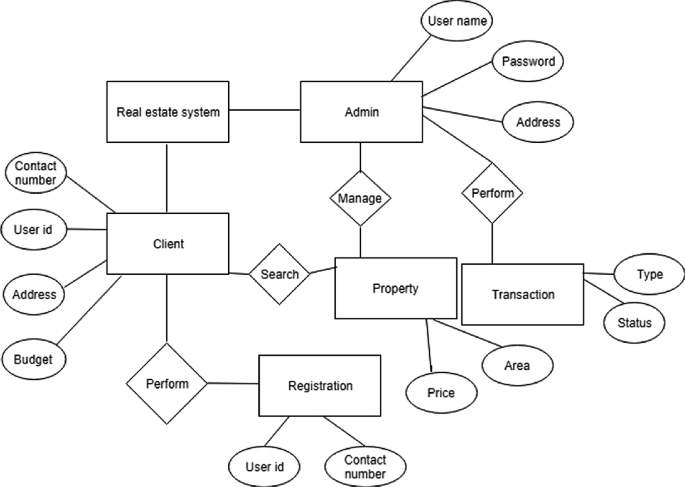 User name
Password
Real estate system
Admin
Address
Contact
number
Manage
Perform
User id
Client
Search
Type
Address
Property
Transaction
Status
Budget
Perform
Registration
Area
Price
User id
Contact
number